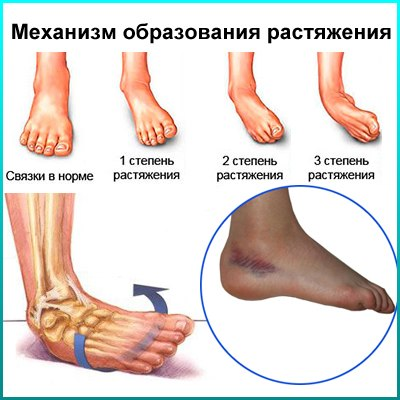 Механизм образования растяжения
Связки в норме
1 степень
растяжения
2 степень
растяжения
3 степень
растяжения